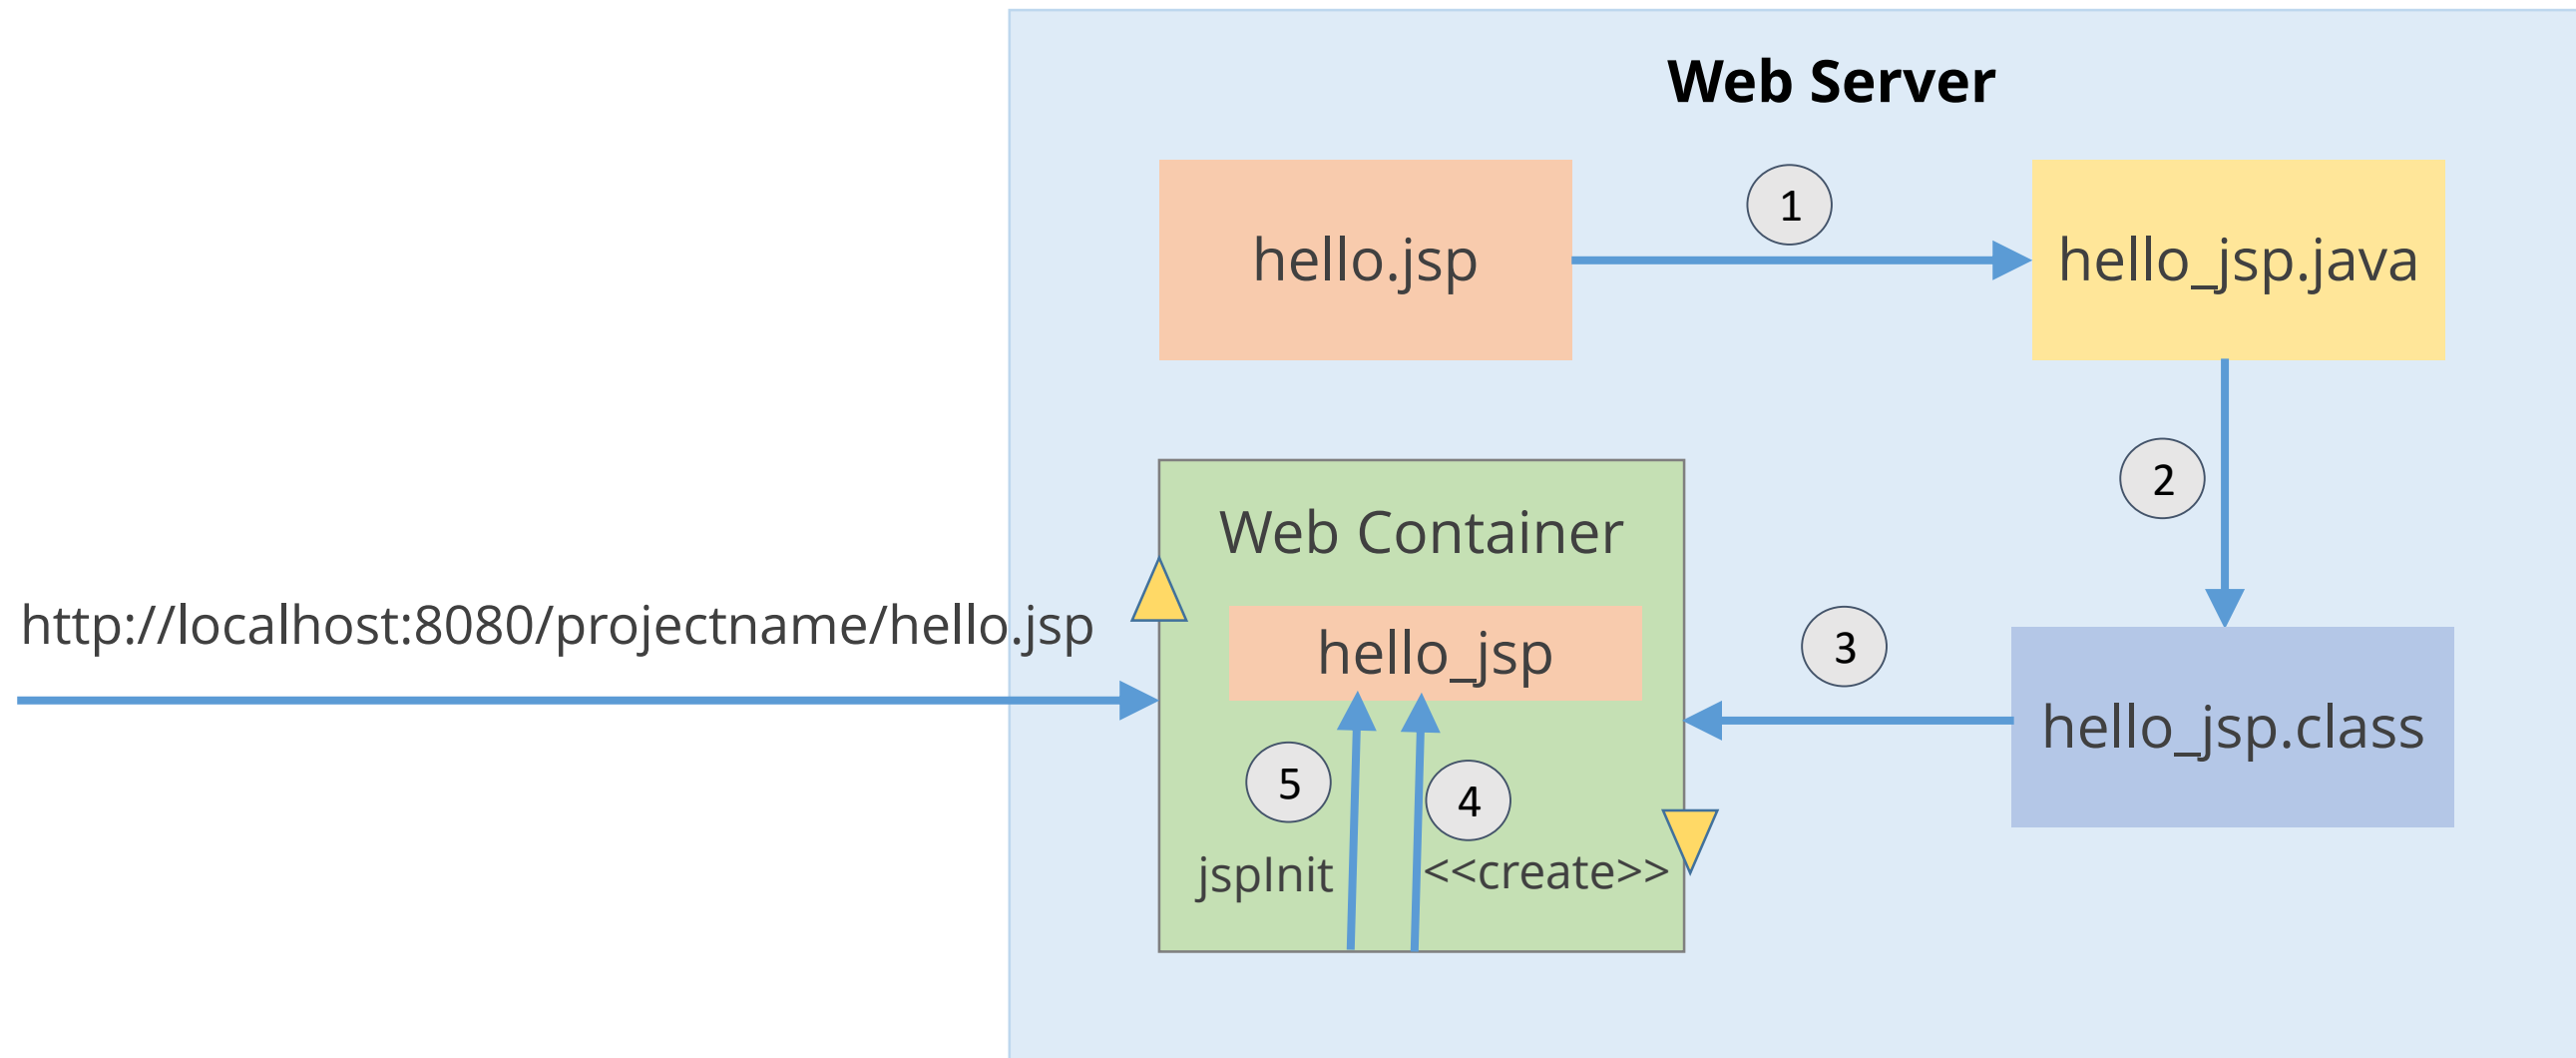 Web Server
hello.jsp
1
hello_jsp.java
2
Web Container
http://localhost:8080/projectname/hello.jsp
hello_jsp
3
hello_jsp.class
5
4
jspInit
<<create>>